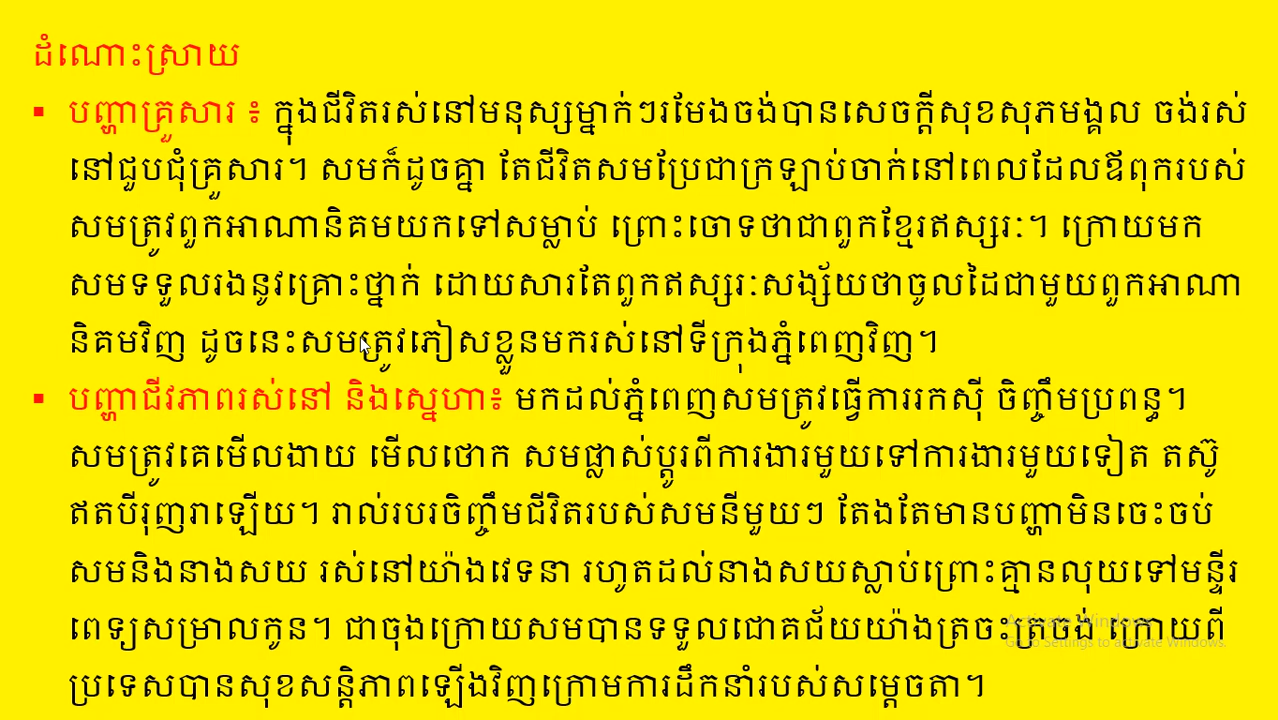 ដំណោះស្រាយ
▪ បញ្ហាគ្រួសារ ៖ ក្នុងជីវិតរស់នៅមនុស្សម្នាក់ៗរមែងចង់បានសេចក្ដីសុខសុភមង្គល ចង់រស់
នៅជួបជុំគ្រួសារ។ សមក៏ដូចគ្នា តែជីវិតសមប្រែជាក្រឡាប់ចាក់នៅពេលដែលឪពុករបស់
សមត្រូវពួកអាណានិគមយកទៅសម្លាប់ ព្រោះចោទថាជាពួកខ្មែរឥស្សរៈ។ ក្រោយមក
សមទទួលរងនូវគ្រោះថ្នាក់ ដោយសារតែពួកឥស្សរៈសង្ស័យថាចូលដៃជាមួយពួកអាណា
និគមវិញ ដូចនេះសមត្រូវភៀសខ្លួនមករស់នៅទីក្រុងភ្នំពេញវិញ។
▪ បញ្ហាជីវភាពរស់នៅ និងស្នេហា៖ មកដល់ភ្នំពេញសមត្រូវធ្វើការរកស៊ី ចិញ្ចឹមប្រពន្ធ។
សមត្រូវគេមើលងាយ មើលថោក សមផ្លាស់ប្ដូរពីការងារមួយទៅការងារមួយទៀត តស៊ូ
ឥតបីរុញរាឡើយ។ រាល់របរចិញ្ចឹមជីវិតរបស់សមនីមួយៗ តែងតែមានបញ្ហាមិនចេះចប់
សមនិងនាងសយ រស់នៅយ៉ាងវេទនា រហូតដល់នាងសយស្លាប់ព្រោះគ្មានលុយទៅមន្ទីរ
ពេទ្យសម្រាលកូន។ ជាចុងក្រោយសមបានទទួលជោគជ័យយ៉ាងត្រចះត្រចង់ ក្រោយពី
ប្រទេសបានសុខសន្តិភាពឡើងវិញក្រោមការដឹកនាំរបស់សម្ដេចតា។
Activate Windows
Go to Settings to activate Windows.